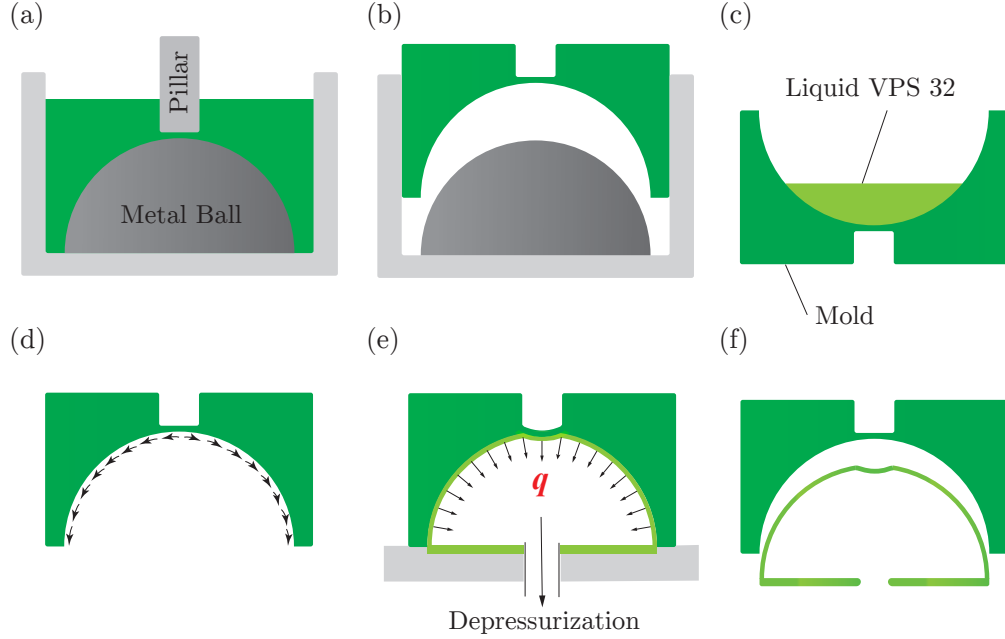 (a)
(b)
(c)
Pillar
Metal Ball
Liquid VPS 32
Mold
(d)
(e)
(f)
q
Depressurization